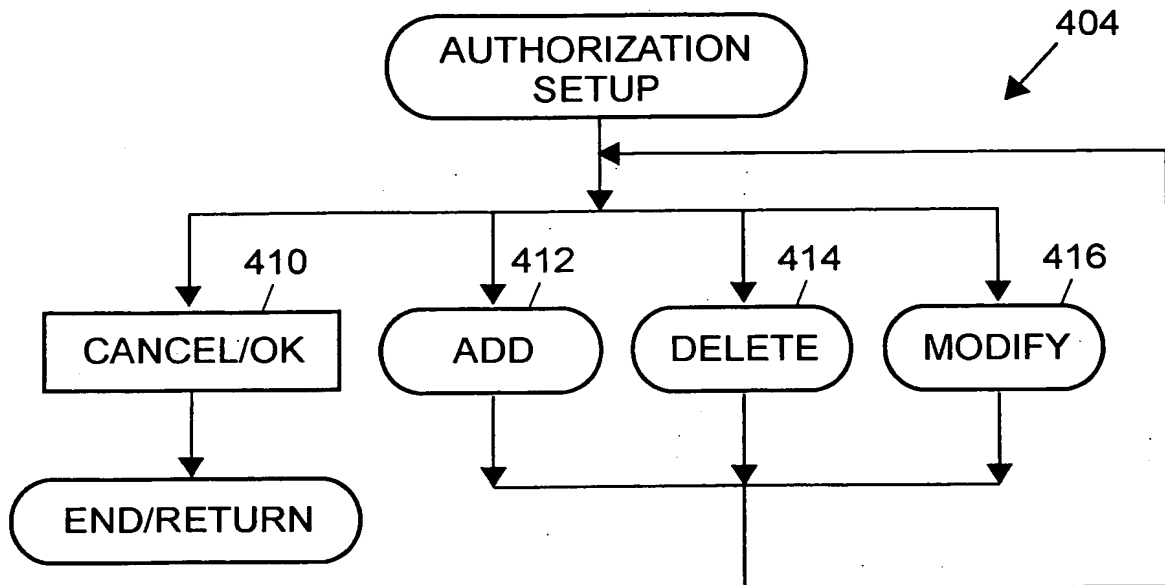 AUTHORIZATION
SETUP
404
410
412
414
416
CANCEL/OK
ADD
DELETE
MODIFY
END/RETURN